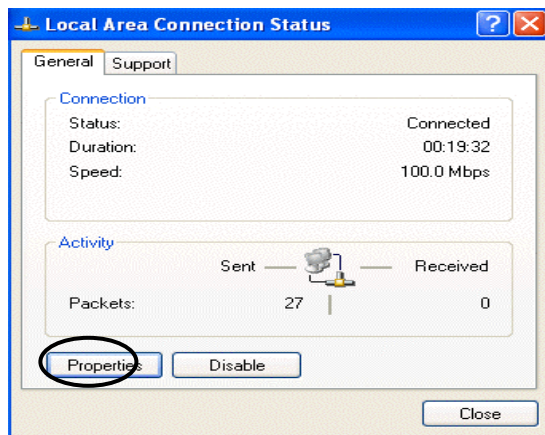 Local Area Connection Status
General Support
Connection
Status: Connected
Duration: 00:19:32
Speed: 100.0 Mbps
Activity
Sent Received
Packets: 27 0
Properties Disable
Close